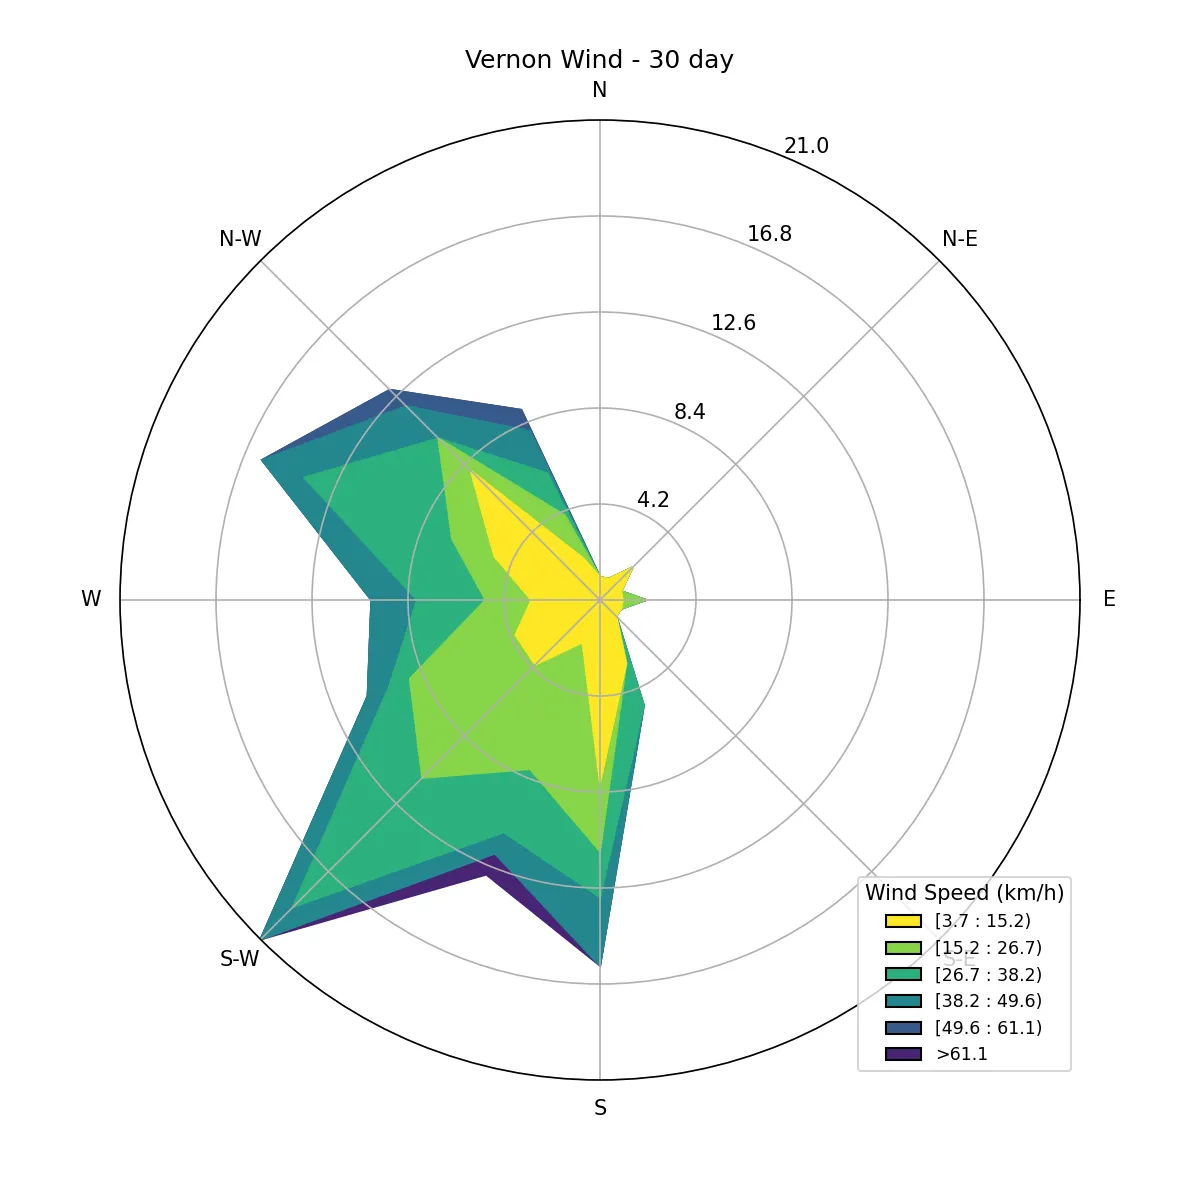 Vernon Wind - 30 day
N
21.0
16.8
N-W
N-E
12.6
8.4
4.2
W
E
Wind Speed (km/h)
[3.7 : 15.2)
[15.2 : 26.7)
S-W
S-E
[26.7 : 38.2)
[38.2 : 49.6)
[49.6 : 61.1)
>61.1
S